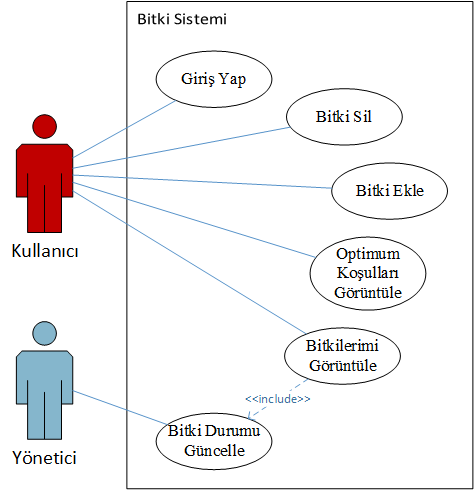 Bitki Sistemi
Giriş Yap
Bitki Sil
Bitki Ekle
Kullanıcı
Optimum
Koşulları
Görüntüle
Bitkilerimi
Görüntüle
<<include>>
Bitki Durumu
Güncelle
Yönetici